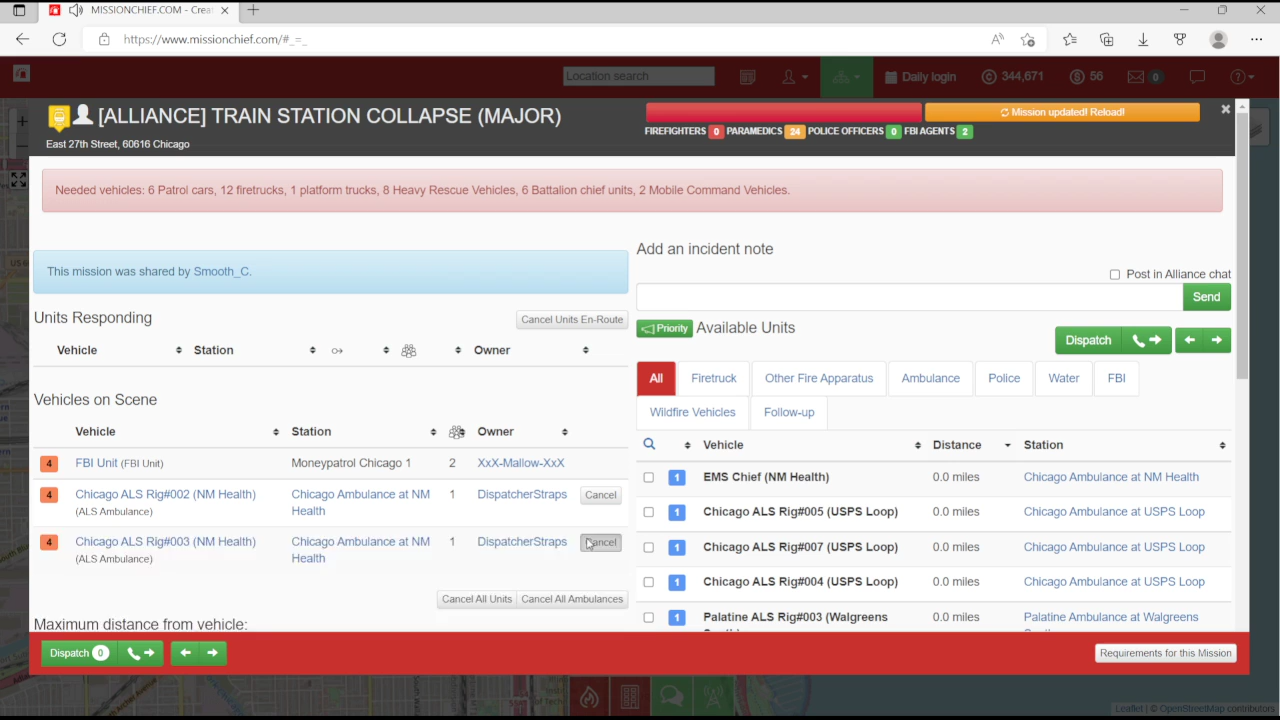 MISSIONCHIEF.COM - Crea
https://www.missionchief.com/#_=_
Location search
Daily login
344,671
56
0
[ALLIANCE] TRAIN STATION COLLAPSE (MAJOR)
East 27th Street, 60616 Chicago
Mission updated! Reload!
FIREFIGHTERS 0 PARAMEDICS 24 POLICE OFFICERS 0 FBI AGENTS 2
Needed vehicles: 6 Patrol cars, 12 firetrucks, 1 platform trucks, 8 Heavy Rescue Vehicles, 6 Battalion chief units, 2 Mobile Command Vehicles.
This mission was shared by Smooth_C.
Units Responding
Cancel Units En-Route
Vehicle Station Owner
Vehicles on Scene
Vehicle Station Owner
4 FBI Unit (FBI Unit) Moneypatrol Chicago 1 2 XxX-Mallow-XxX
4 Chicago ALS Rig#002 (NM Health) Chicago Ambulance at NM 1 DispatcherStraps Cancel
(ALS Ambulance) Health
4 Chicago ALS Rig#003 (NM Health) Chicago Ambulance at NM 1 DispatcherStraps Cancel
(ALS Ambulance) Health
Cancel All Units Cancel All Ambulances
Maximum distance from vehicle:
Add an incident note
Post in Alliance chat
Send
Priority Available Units
Dispatch
All Firetruck Other Fire Apparatus Ambulance Police Water FBI
Wildfire Vehicles Follow-up
Vehicle Distance Station
1 EMS Chief (NM Health) 0.0 miles Chicago Ambulance at NM Health
1 Chicago ALS Rig#005 (USPS Loop) 0.0 miles Chicago Ambulance at USPS Loop
1 Chicago ALS Rig#007 (USPS Loop) 0.0 miles Chicago Ambulance at USPS Loop
1 Chicago ALS Rig#004 (USPS Loop) 0.0 miles Chicago Ambulance at USPS Loop
1 Palatine ALS Rig#003 (Walgreens 0.0 miles Palatine Ambulance at Walgreens
Dispatch 0
Requirements for this Mission
Leaflet | © OpenStreetMap contributors